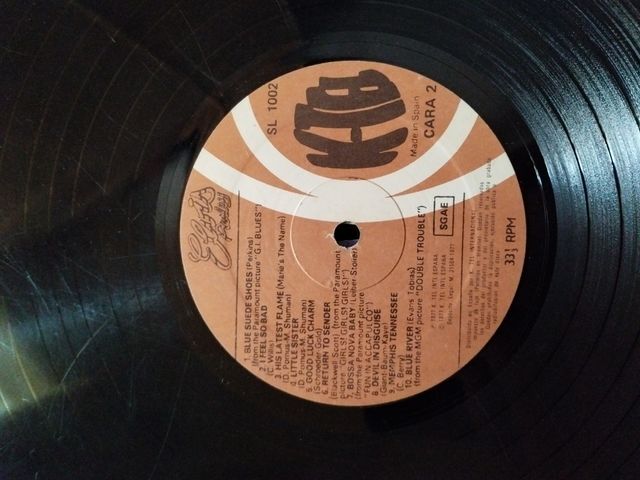 K-TEL
SL 1002
Made in Spain
CARA 2
Elvis
Presley
SGAE
33⅓ RPM
1. BLUE SUEDE SHOES (Perkins)
(from the Paramount picture "G.I. BLUES")
2. I FEEL SO BAD
(C. Willis)
3. HIS LATEST FLAME (Marie's The Name)
(D. Pomus-M. Shuman)
4. LITTLE SISTER
(D. Pomus-M. Shuman)
5. GOOD LUCK CHARM
(Schroeder Gold)
6. RETURN TO SENDER
(Blackwell-Scott) (from the Paramount
picture "GIRLS! GIRLS! GIRLS!")
7. BOSSA NOVA BABY (Leiber-Stoller)
(from the Paramount picture
"FUN IN ACAPULCO")
8. DEVIL IN DISGUISE
(Giant-Baum-Kaye)
9. MEMPHIS TENNESSEE
(C. Berry)
10. BLUE RIVER (Evans Tobias)
(from the MGM picture "DOUBLE TROUBLE")